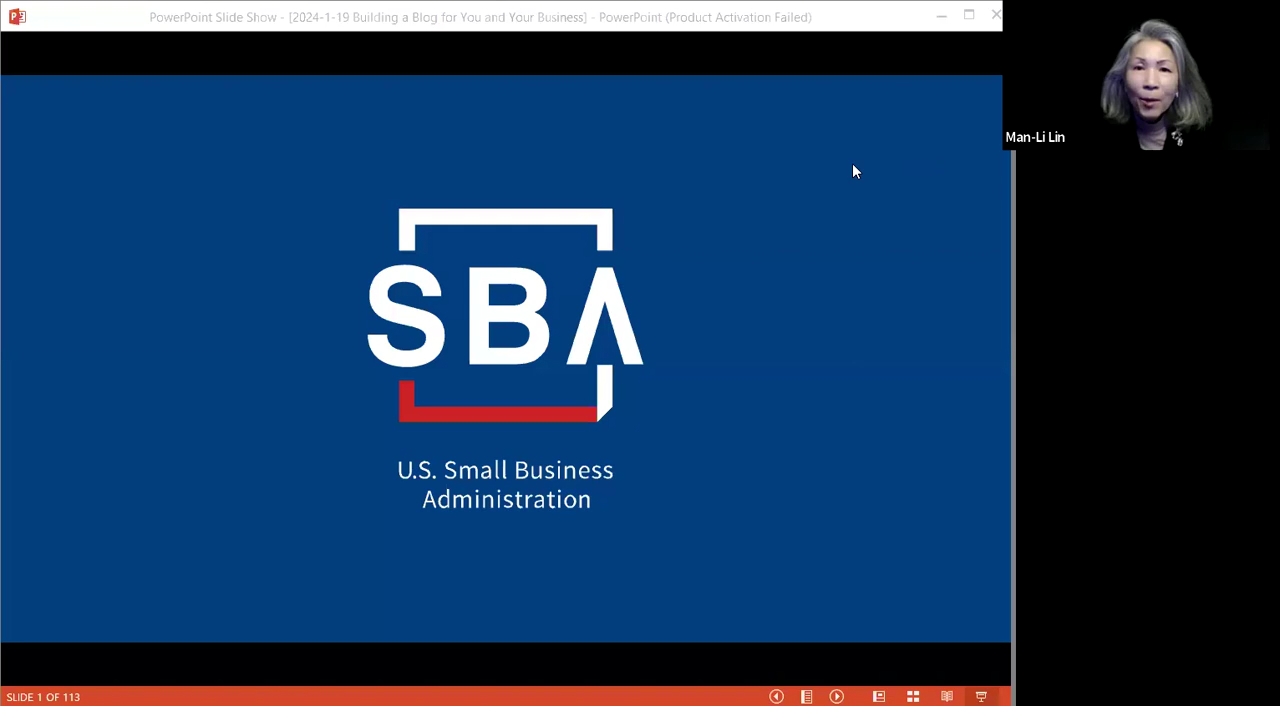 PowerPoint Slide Show - [2024-1-19 Building a Blog for You and Your Business] - PowerPoint (Product Activation Failed)
Man-Li Lin
SBA
U.S. Small Business
Administration
SLIDE 1 OF 113